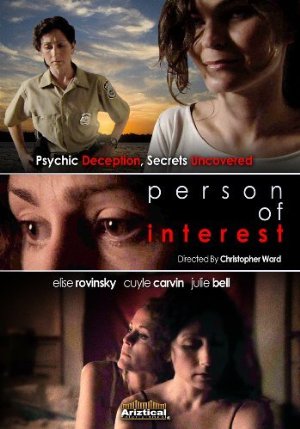 Psychic Deception, Secrets Uncovered
person
of
interest
Directed By Christopher Ward
elise rovinsky cuyle carvin julie bell
Ariztical